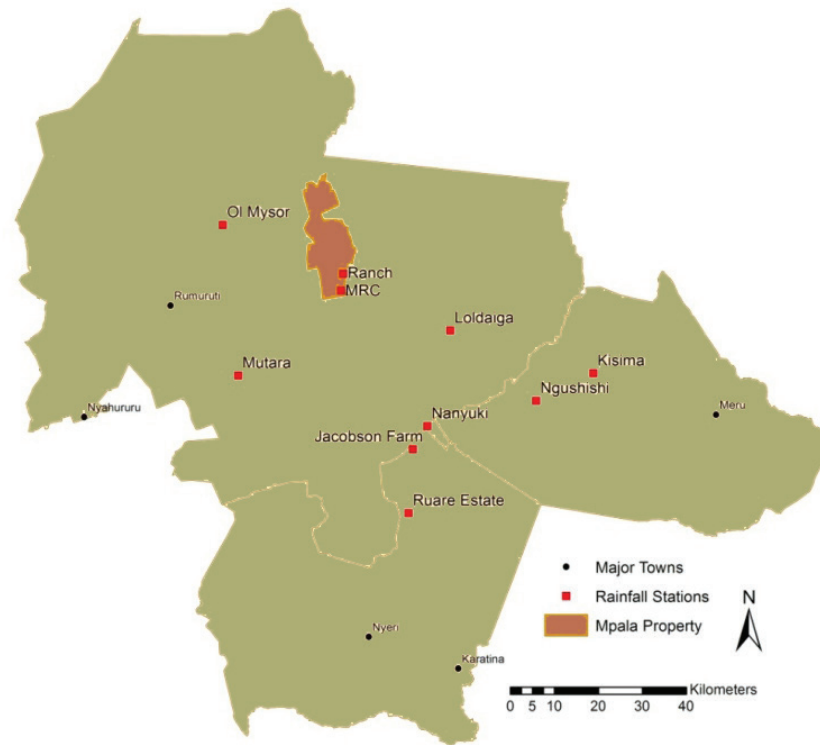 Ol Mysor
Ranch
MRC
Rumuruti
Loldaiga
Mutara
Kisima
Ngushishi
Nyahururu
Meru
Nanyuki
Jacobson Farm
Ruare Estate
Major Towns
Rainfall Stations
Mpala Property
N
Nyeri
Karatina
Kilometers
0 5 10 20 30 40